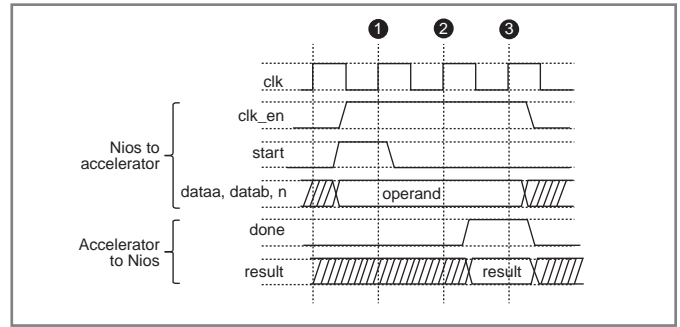 1 2 3
clk
clk_en
Nios to
accelerator
start
dataa, datab, n
operand
done
Accelerator
to Nios
result
result